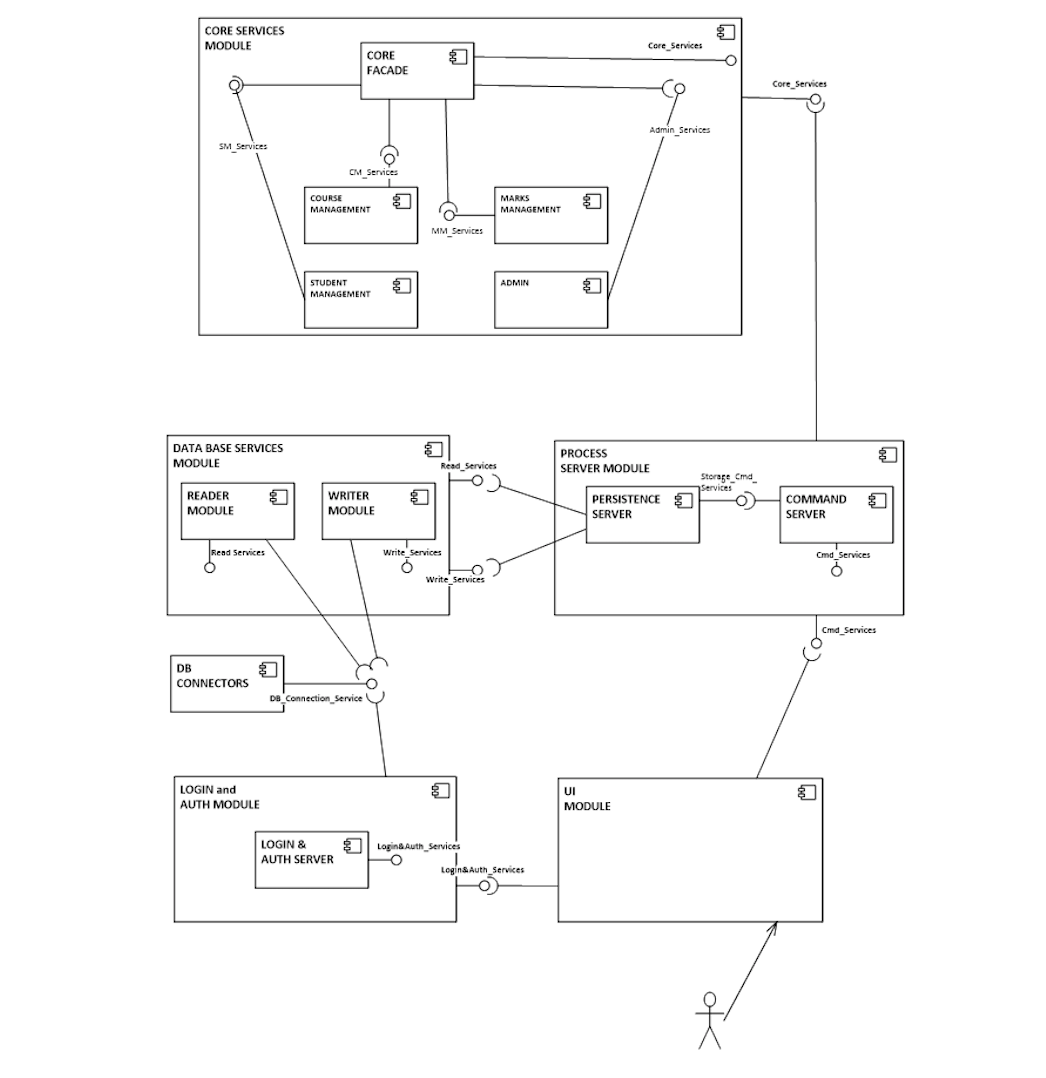 CORE SERVICES
MODULE
CORE
FACADE
Core_Services
Core_Services
SM_Services
Admin_Services
CM_Services
COURSE
MANAGEMENT
MARKS
MANAGEMENT
MM_Services
STUDENT
MANAGEMENT
ADMIN
DATA BASE SERVICES
MODULE
READER
MODULE
WRITER
MODULE
Read Services
Write_Services
Read_Services
Write_Services
PROCESS
SERVER MODULE
PERSISTENCE
SERVER
Storage_Cmd_
Services
COMMAND
SERVER
Cmd_Services
Cmd_Services
DB
CONNECTORS
DB_Connection_Service
LOGIN and
AUTH MODULE
LOGIN &
AUTH SERVER
Login&Auth_Services
Login&Auth_Services
UI
MODULE